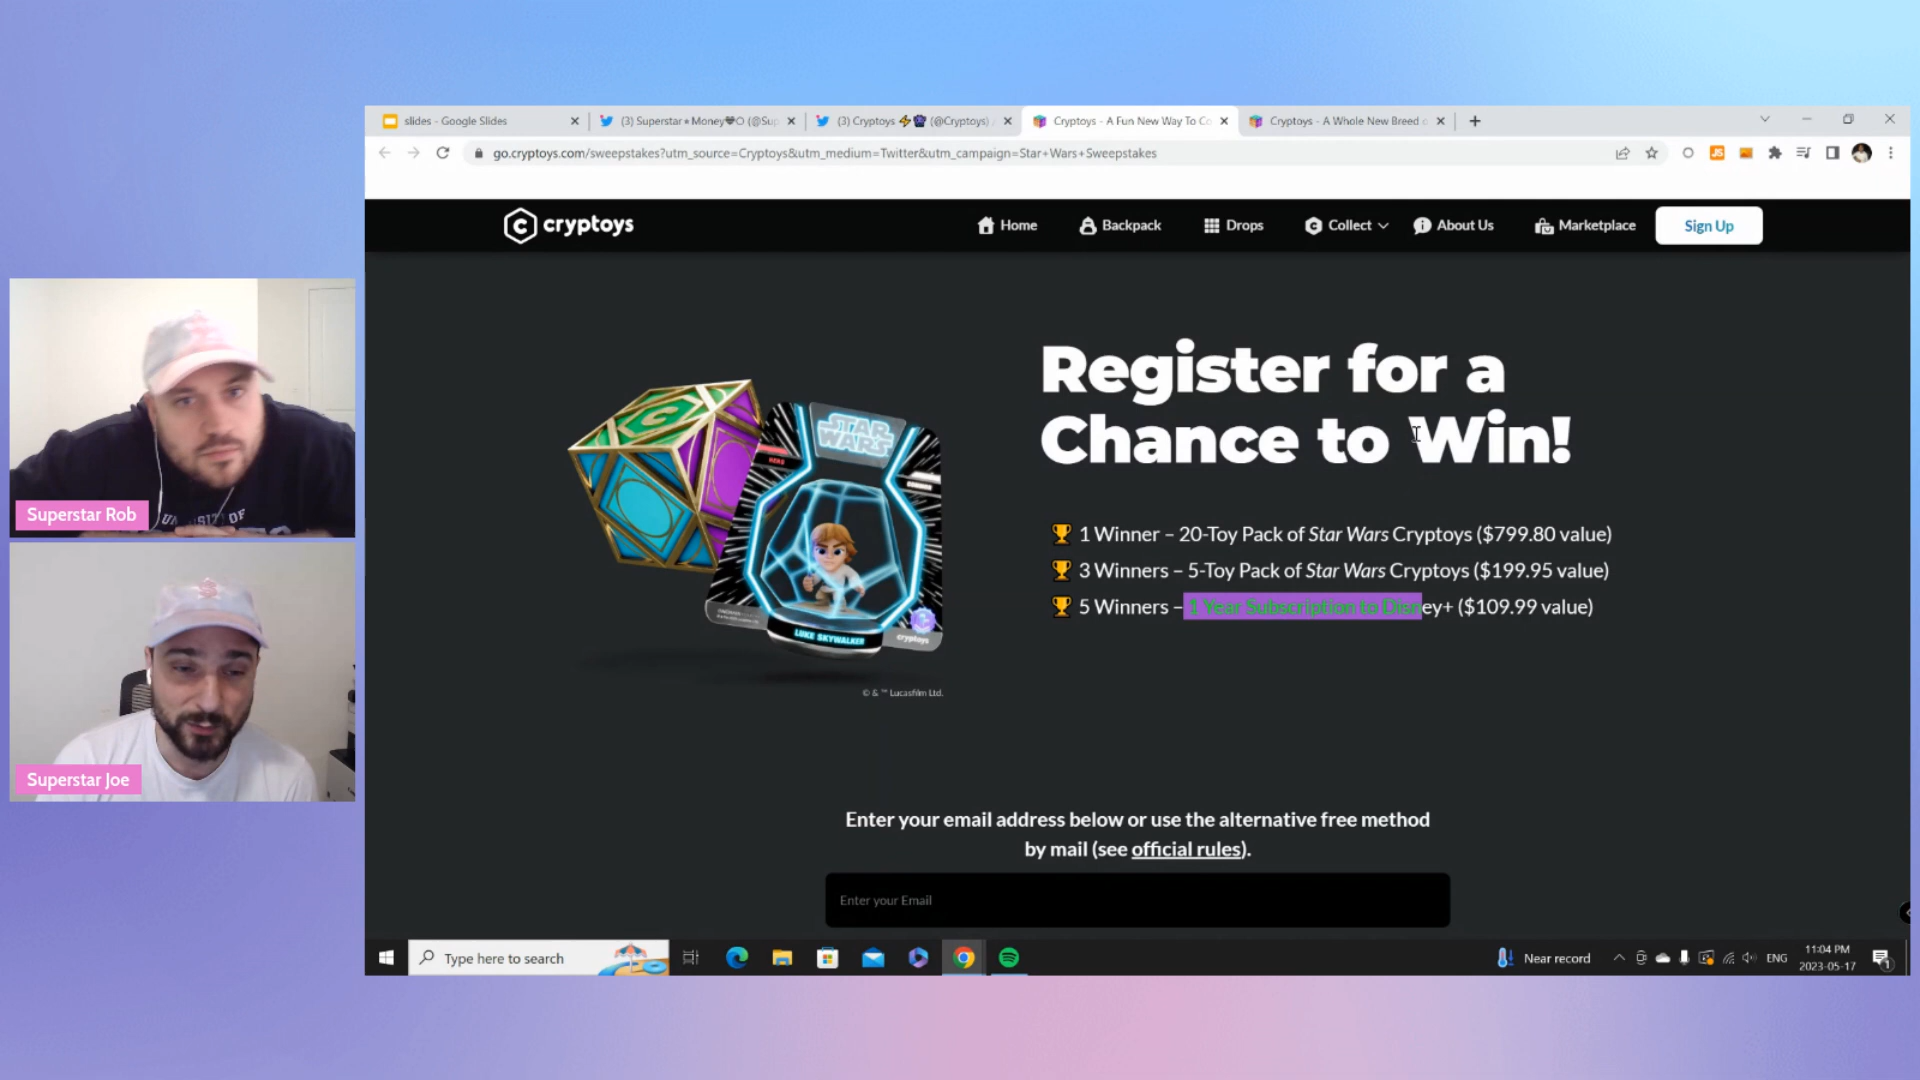 slides - Google Slides
(3) Superstar★Money
(@Sup
(3) Cryptoys
(@Cryptoys)
Cryptoys - A Fun New Way To Co
Cryptoys - A Whole New Breed o
go.cryptoys.com/sweepstakes?utm_source=Cryptoys&utm_medium=Twitter&utm_campaign=Star+Wars+Sweepstakes
cryptoys
Home
Backpack
Drops
Collect
About Us
Marketplace
Sign Up
Superstar Rob
Superstar Joe
STAR
WARS
LUKE SKYWALKER
cryptoys
© & ™ Lucasfilm Ltd.
Register for a
Chance to Win!
🏆 1 Winner – 20-Toy Pack of Star Wars Cryptoys ($799.80 value)
🏆 3 Winners – 5-Toy Pack of Star Wars Cryptoys ($199.95 value)
🏆 5 Winners – 1 Year Subscription to Disney+ ($109.99 value)
Enter your email address below or use the alternative free method
by mail (see official rules).
Enter your Email
Type here to search
Near record
ENG
11:04 PM
2023-05-17
1